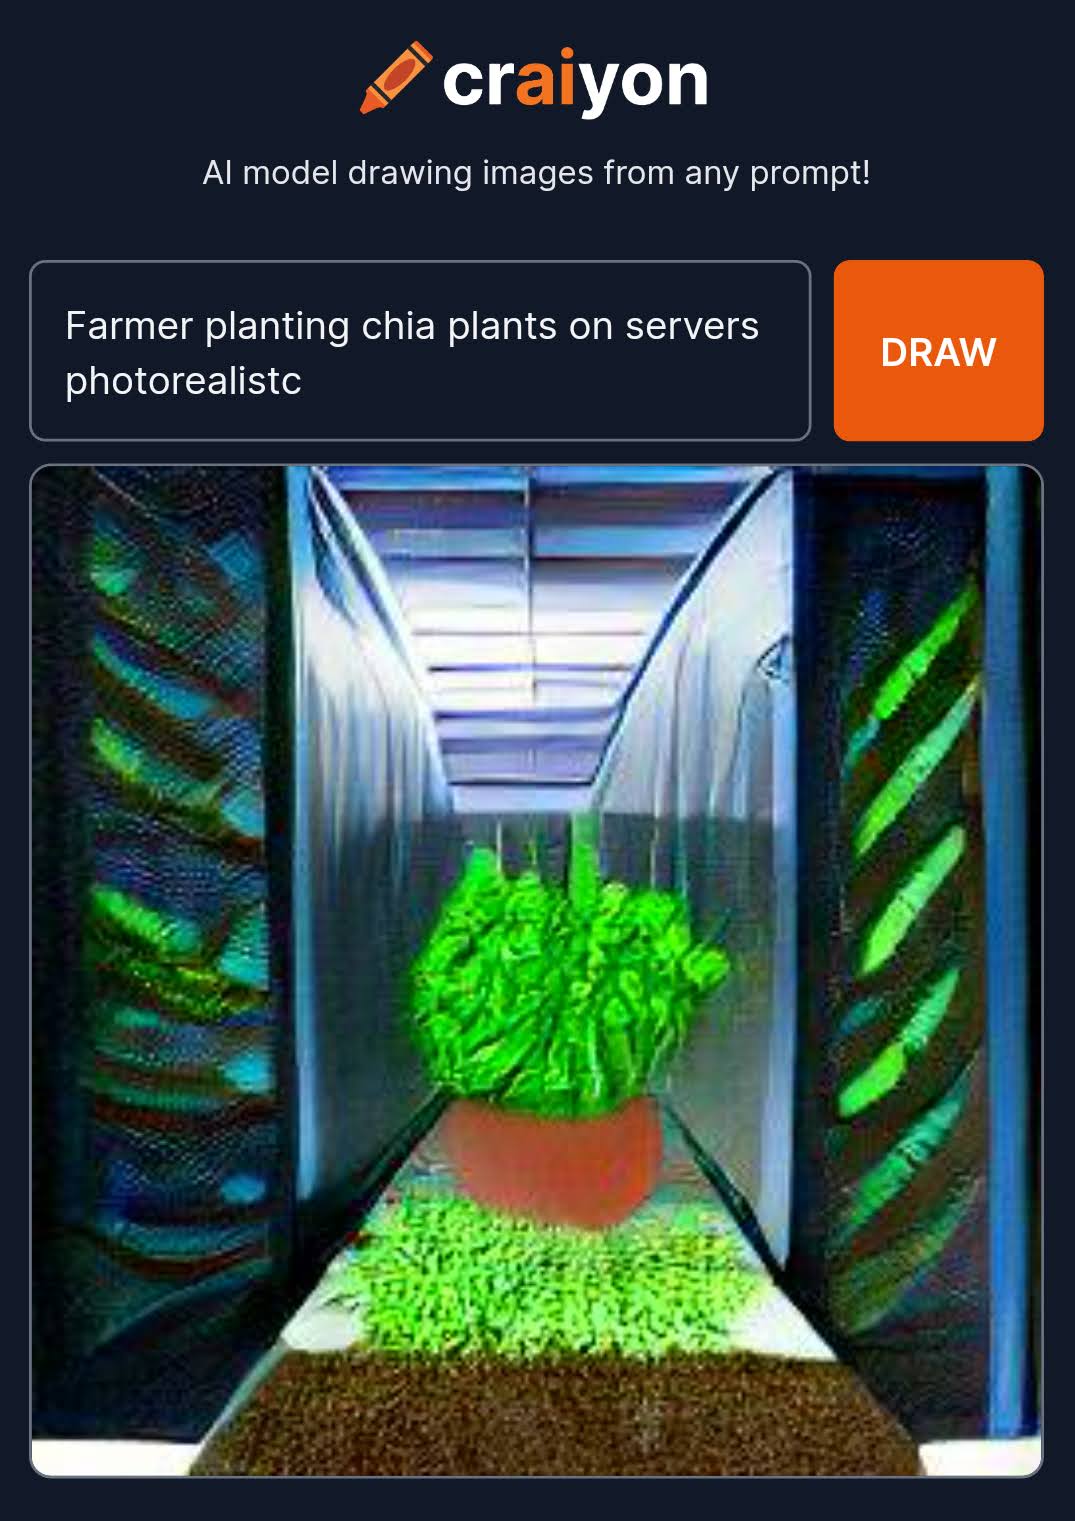 craiyon
AI model drawing images from any prompt!
Farmer planting chia plants on servers
photorealistc
DRAW